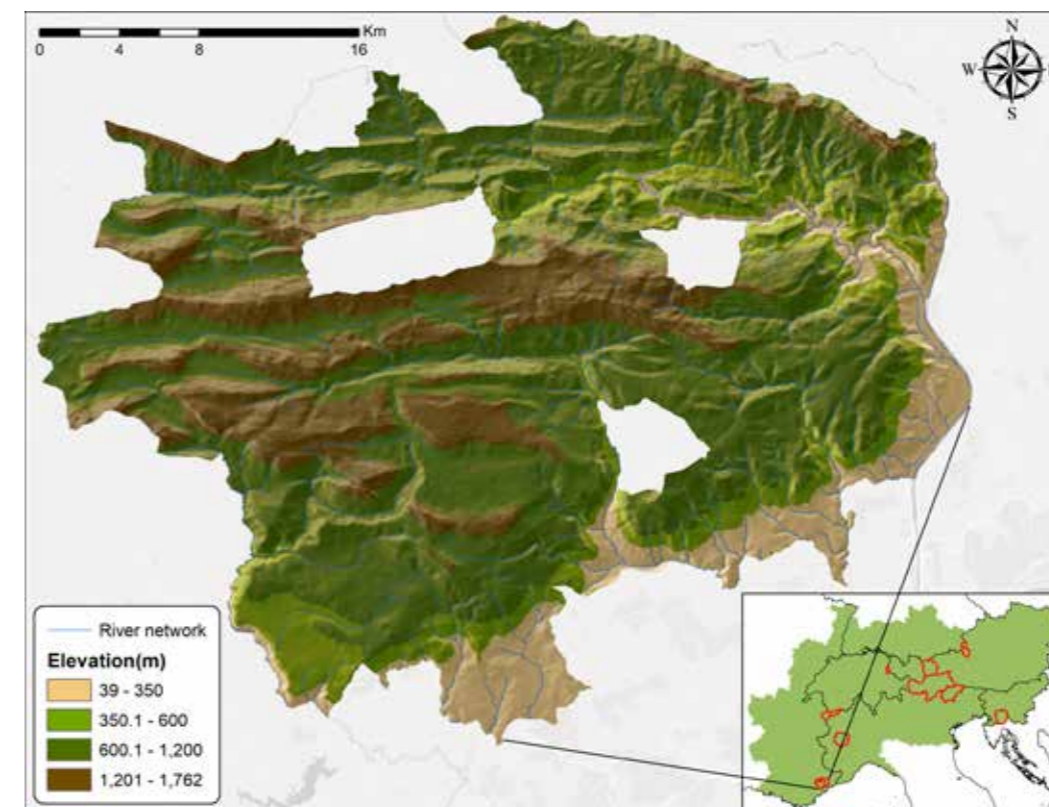 0 4 8 16 Km
N
W
S
River network
Elevation(m)
39 - 350
350.1 - 600
600.1 - 1,200
1,201 - 1,762